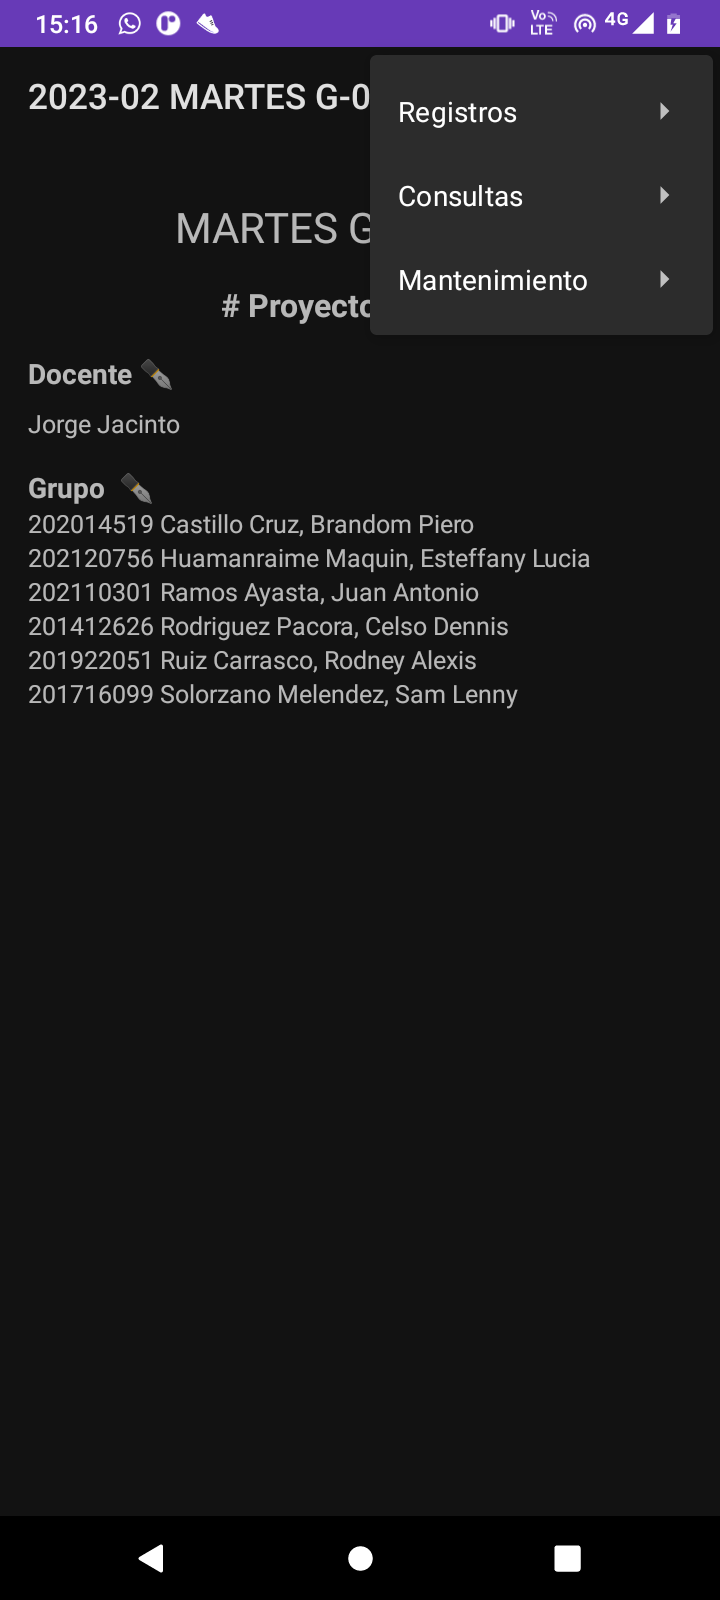 15:16
Vo LTE
4G
2023-02 MARTES G-0
Registros
Consultas
Mantenimiento
MARTES G
# Proyecto
Docente
Jorge Jacinto
Grupo
202014519 Castillo Cruz, Brandom Piero
202120756 Huamanraime Maquin, Esteffany Lucia
202110301 Ramos Ayasta, Juan Antonio
201412626 Rodriguez Pacora, Celso Dennis
201922051 Ruiz Carrasco, Rodney Alexis
201716099 Solorzano Melendez, Sam Lenny